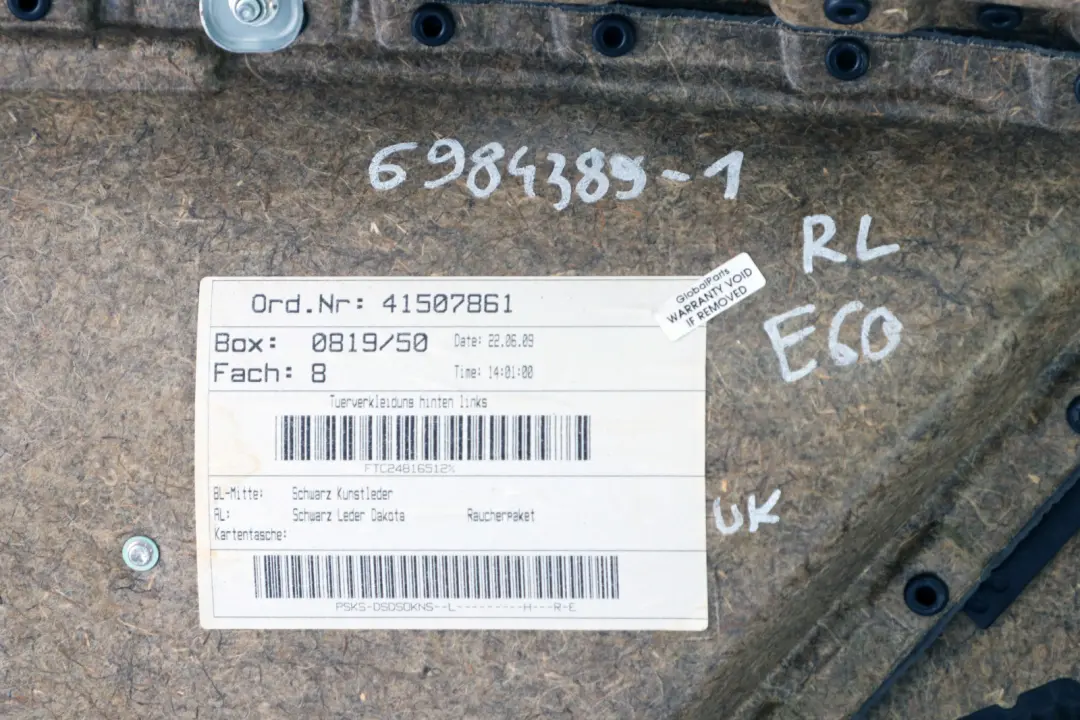 6984389-1
RL
E60
UK
GlobalParts
WARRANTY VOID
IF REMOVED
Ord.Nr: 41507861
Box: 0819/50 Date: 22.06.09
Fach: 8 Time: 14:01:00
Tuerverkleidung hinten links
FTC24816512%
BL-Mitte: Schwarz Kunstleder
AL: Schwarz Leder Dakota Raucherpaket
Kartentasche:
PSKS-DSDSOKNS--L---------H---R-E